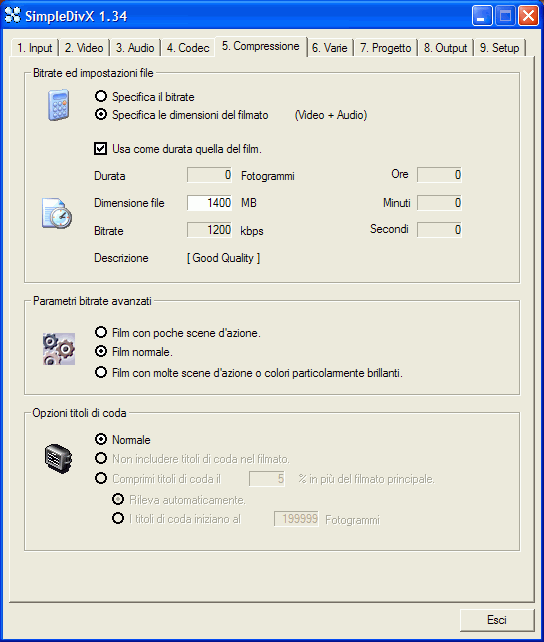 SimpleDivX 1.34
1. Input 2. Video 3. Audio 4. Codec 5. Compressione 6. Varie 7. Progetto 8. Output 9. Setup
Bitrate ed impostazioni file
Specifica il bitrate
Specifica le dimensioni del filmato (Video + Audio)
Usa come durata quella del film.
Durata 0 Fotogrammi Ore 0
Dimensione file 1400 MB Minuti 0
Bitrate 1200 kbps Secondi 0
Descrizione [ Good Quality ]
Parametri bitrate avanzati
Film con poche scene d'azione.
Film normale.
Film con molte scene d'azione o colori particolarmente brillanti.
Opzioni titoli di coda
Normale
Non includere titoli di coda nel filmato.
Comprimi titoli di coda il 5 % in più del filmato principale.
Rileva automaticamente.
I titoli di coda iniziano al 199999 Fotogrammi
Esci